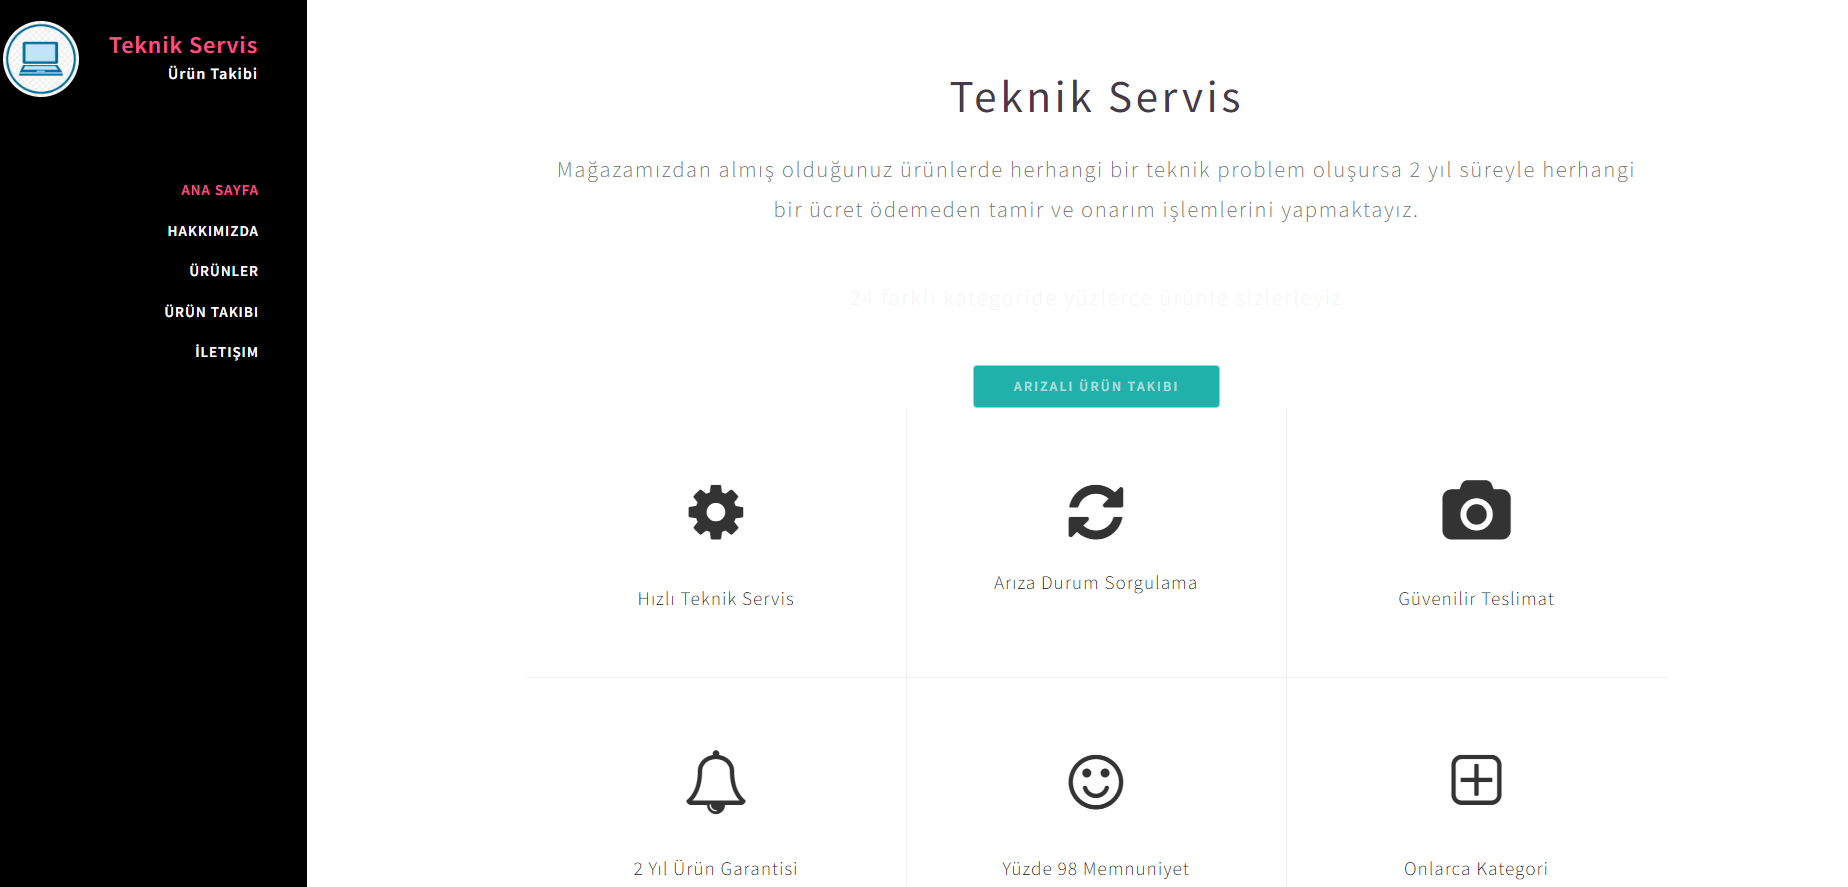 Teknik Servis
Ürün Takibi
ANA SAYFA
HAKKIMIZDA
ÜRÜNLER
ÜRÜN TAKIBI
İLETIŞIM
Teknik Servis
Mağazamızdan almış olduğunuz ürünlerde herhangi bir teknik problem oluşursa 2 yıl süreyle herhangi
bir ücret ödemeden tamir ve onarım işlemlerini yapmaktayız.
24 farklı kategoride yüzlerce ürünle sizlerleyiz
ARIZALI ÜRÜN TAKIBI
Hızlı Teknik Servis
Arıza Durum Sorgulama
Güvenilir Teslimat
2 Yıl Ürün Garantisi
Yüzde 98 Memnuniyet
Onlarca Kategori